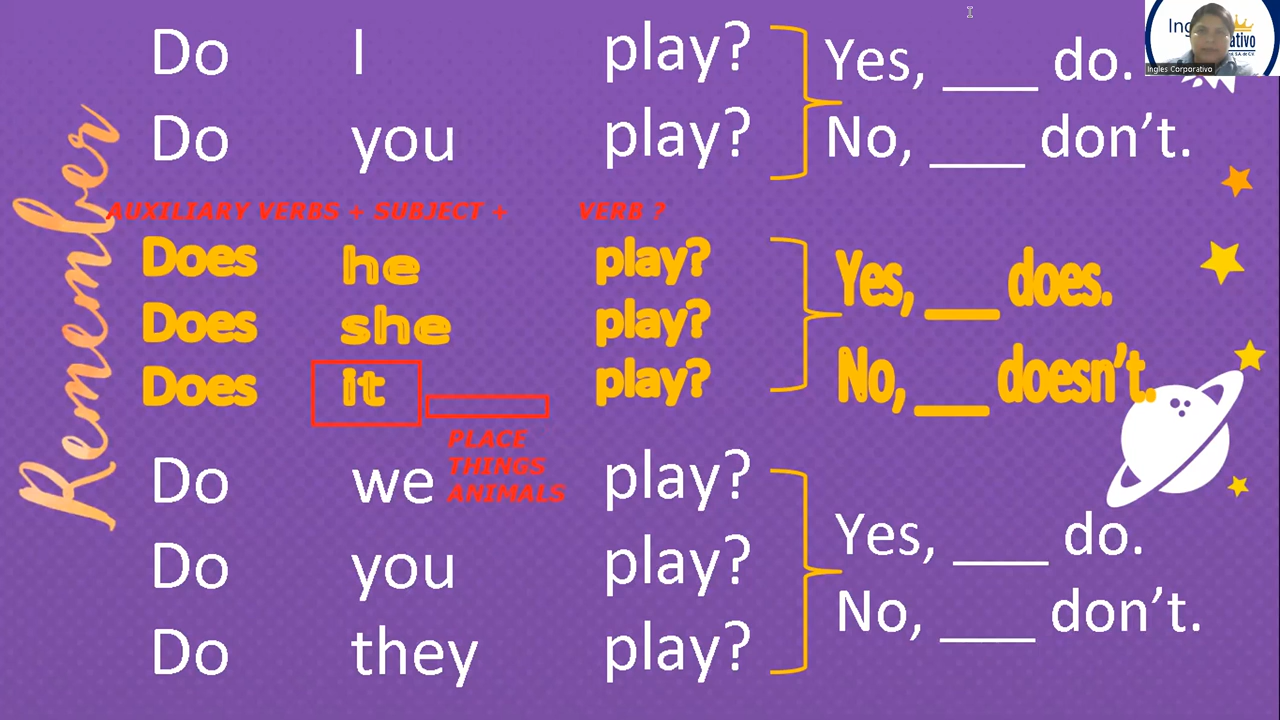 Do I play? Yes, ____ do.
Do you play? No, ____ don't.
AUXILIARY VERBS + SUBJECT + VERB ?
Does he play? Yes, ___ does.
Does she play?
Does it play? No, ___ doesn't.
PLACE
THINGS
ANIMALS
Do we play? Yes, ____ do.
Do you play? No, ____ don't.
Do they play?
Remember
Ingles Corporativo